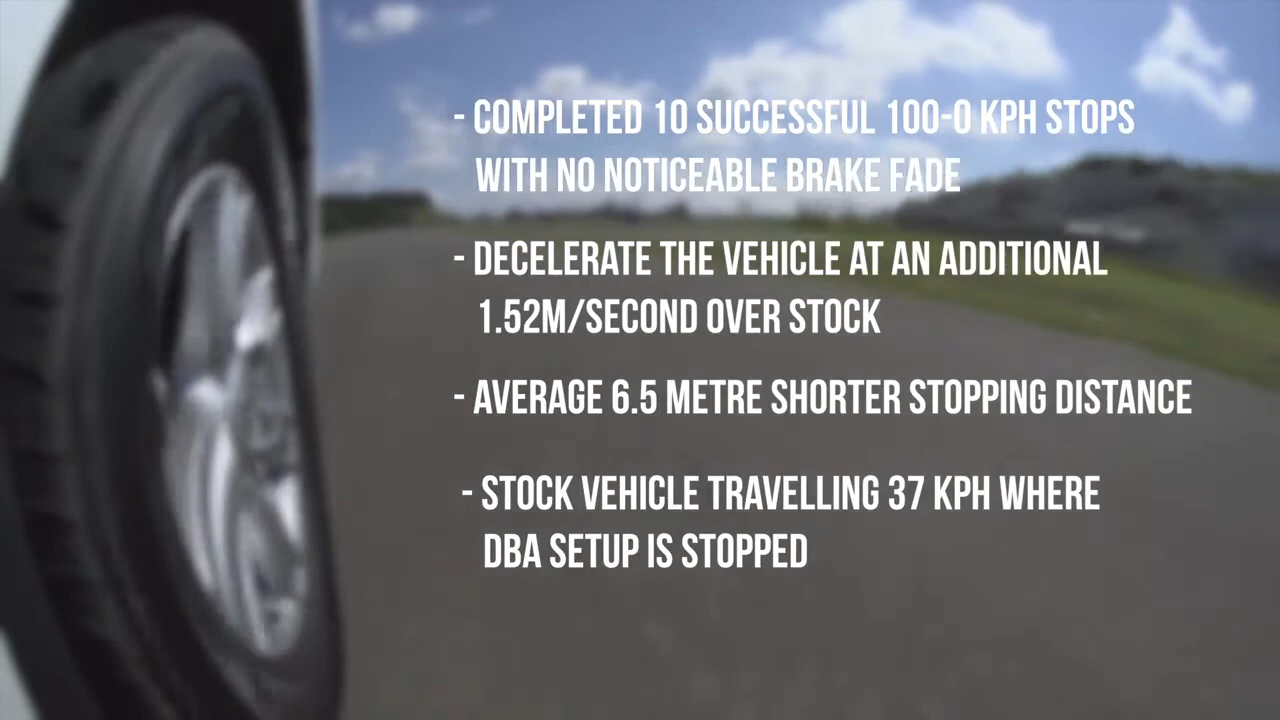 - COMPLETED 10 SUCCESSFUL 100-0 KPH STOPS
WITH NO NOTICEABLE BRAKE FADE
- DECELERATE THE VEHICLE AT AN ADDITIONAL
1.52M/SECOND OVER STOCK
- AVERAGE 6.5 METRE SHORTER STOPPING DISTANCE
- STOCK VEHICLE TRAVELLING 37 KPH WHERE
DBA SETUP IS STOPPED